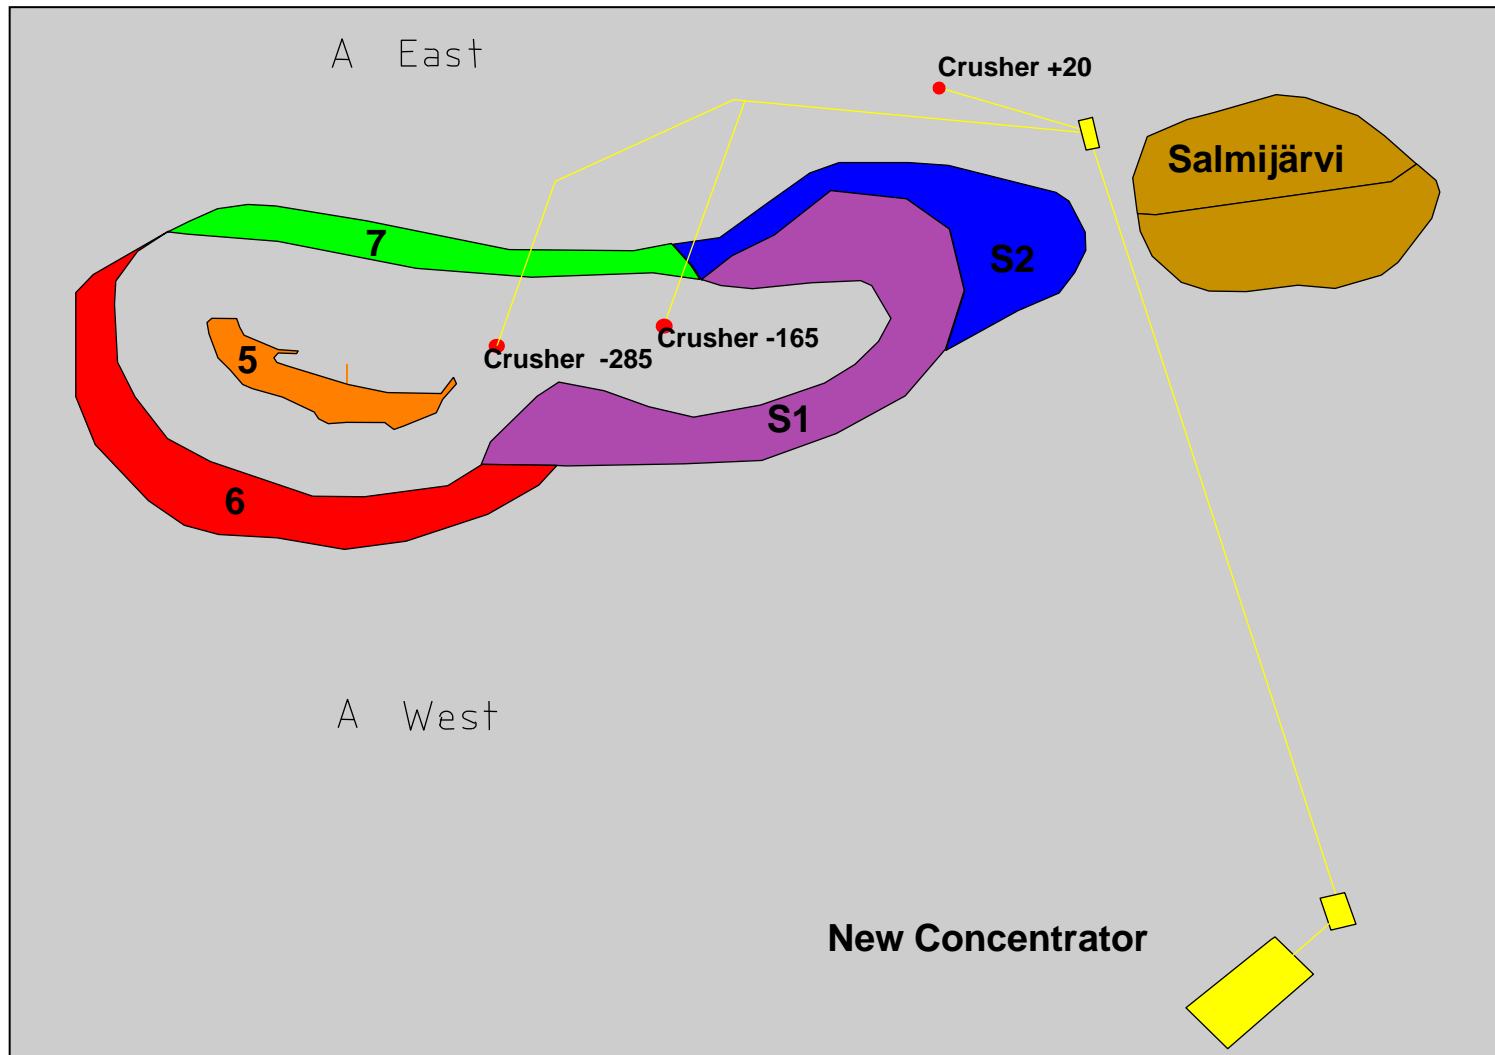 A East
Crusher +20
Salmijärvi
7
S2
Crusher -165
Crusher -285
5
S1
6
A West
New Concentrator